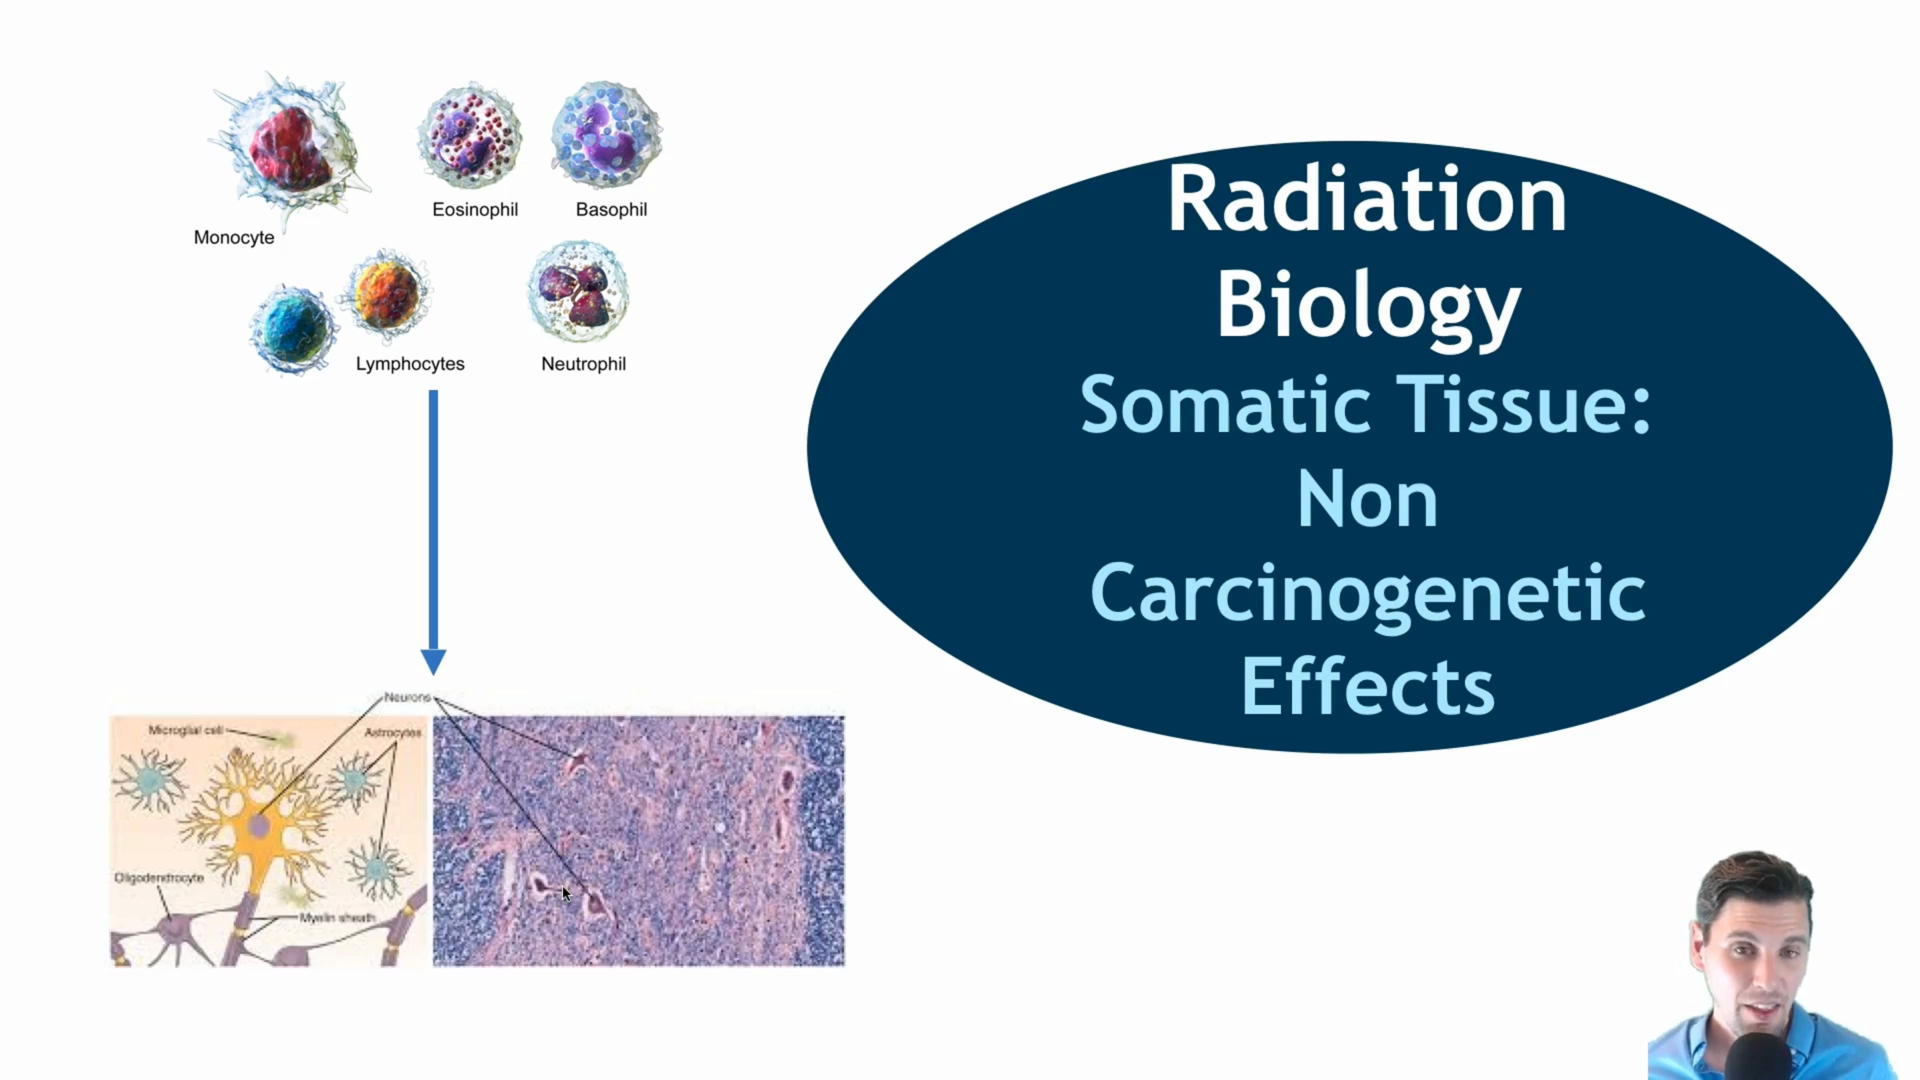 Monocyte
Eosinophil
Basophil
Lymphocytes
Neutrophil
Radiation
Biology
Somatic Tissue:
Non
Carcinogenetic
Effects
Neurons
Microglial cell
Astrocytes
Oligodendrocyte
Myelin sheath